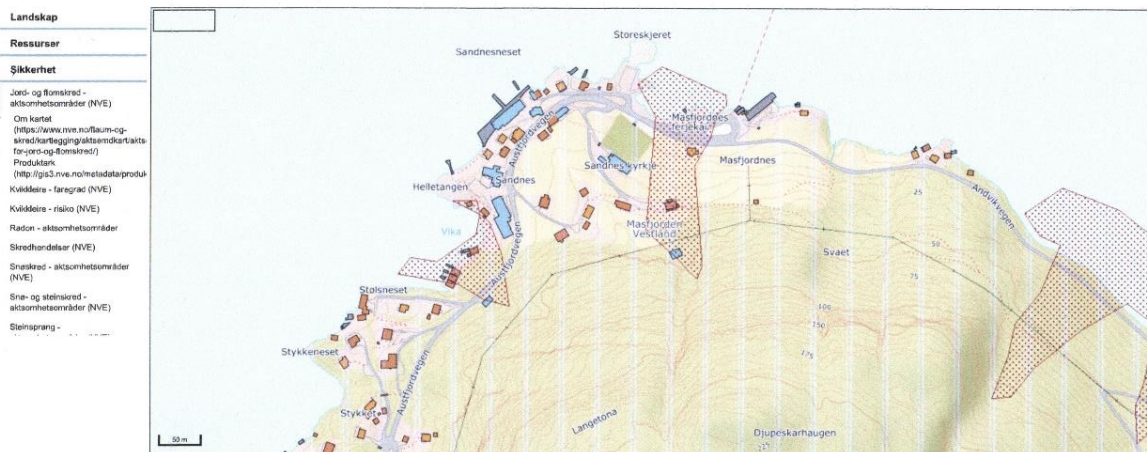 Landskap
Ressurser
Sikkerhet
Jord- og flomskred -
aktsomhetsområder (NVE)
Om kartet
(https://www.nve.no/flaum-og-
skred/kartlegging/aktsemdkart/akts-
for-jord-og-flomskred/)
Produktark
(http://gis3.nve.no/metadata/produk
Kvikkleire - faregrad (NVE)
Kvikkleire - risiko (NVE)
Radon - aktsomhetsområder
Skredhendelser (NVE)
Snøskred - aktsomhetsområder
(NVE)
Snø- og steinskred -
aktsomhetsområder (NVE)
Steinsprang -
Storeskjeret
Sandnesneset
Austfjordvegen
Masfjordnes
ferjekai
Sandnes kyrkje
Masfjordnes
Sandnes
Helletangen
Andvikvegen
25
Vika
Masfjorden
Vestland
50
Svaet
75
Austfjordvegen
Stølsneset
100
150
175
Stykkeneset
Austfjordvegen
Stykket
Langetona
Djupeskarhaugen
225
50 m